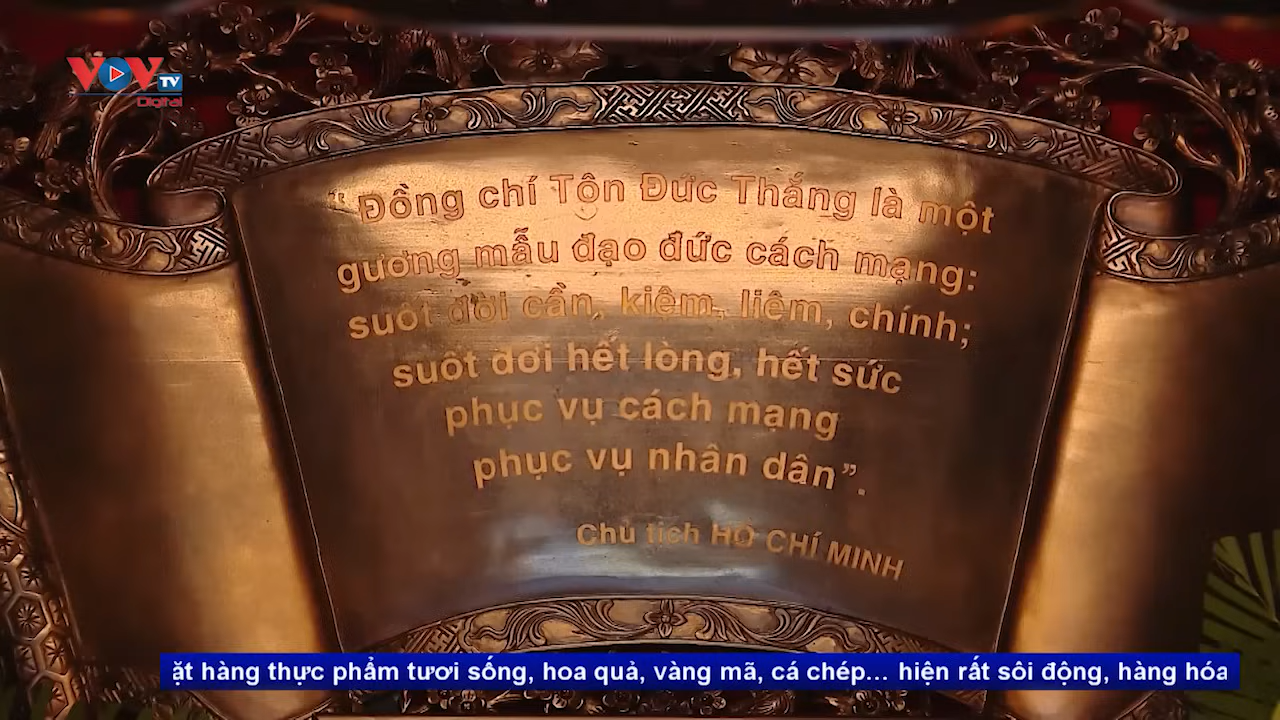 VOV TV
Digital
“ Đồng chí Tôn Đức Thắng là một
gương mẫu đạo đức cách mạng:
suốt đời cần, kiệm, liêm, chính;
suốt đời hết lòng, hết sức
phục vụ cách mạng
phục vụ nhân dân”.
Chủ tịch HỒ CHÍ MINH
ặt hàng thực phẩm tươi sống, hoa quả, vàng mã, cá chép... hiện rất sôi động, hàng hóa